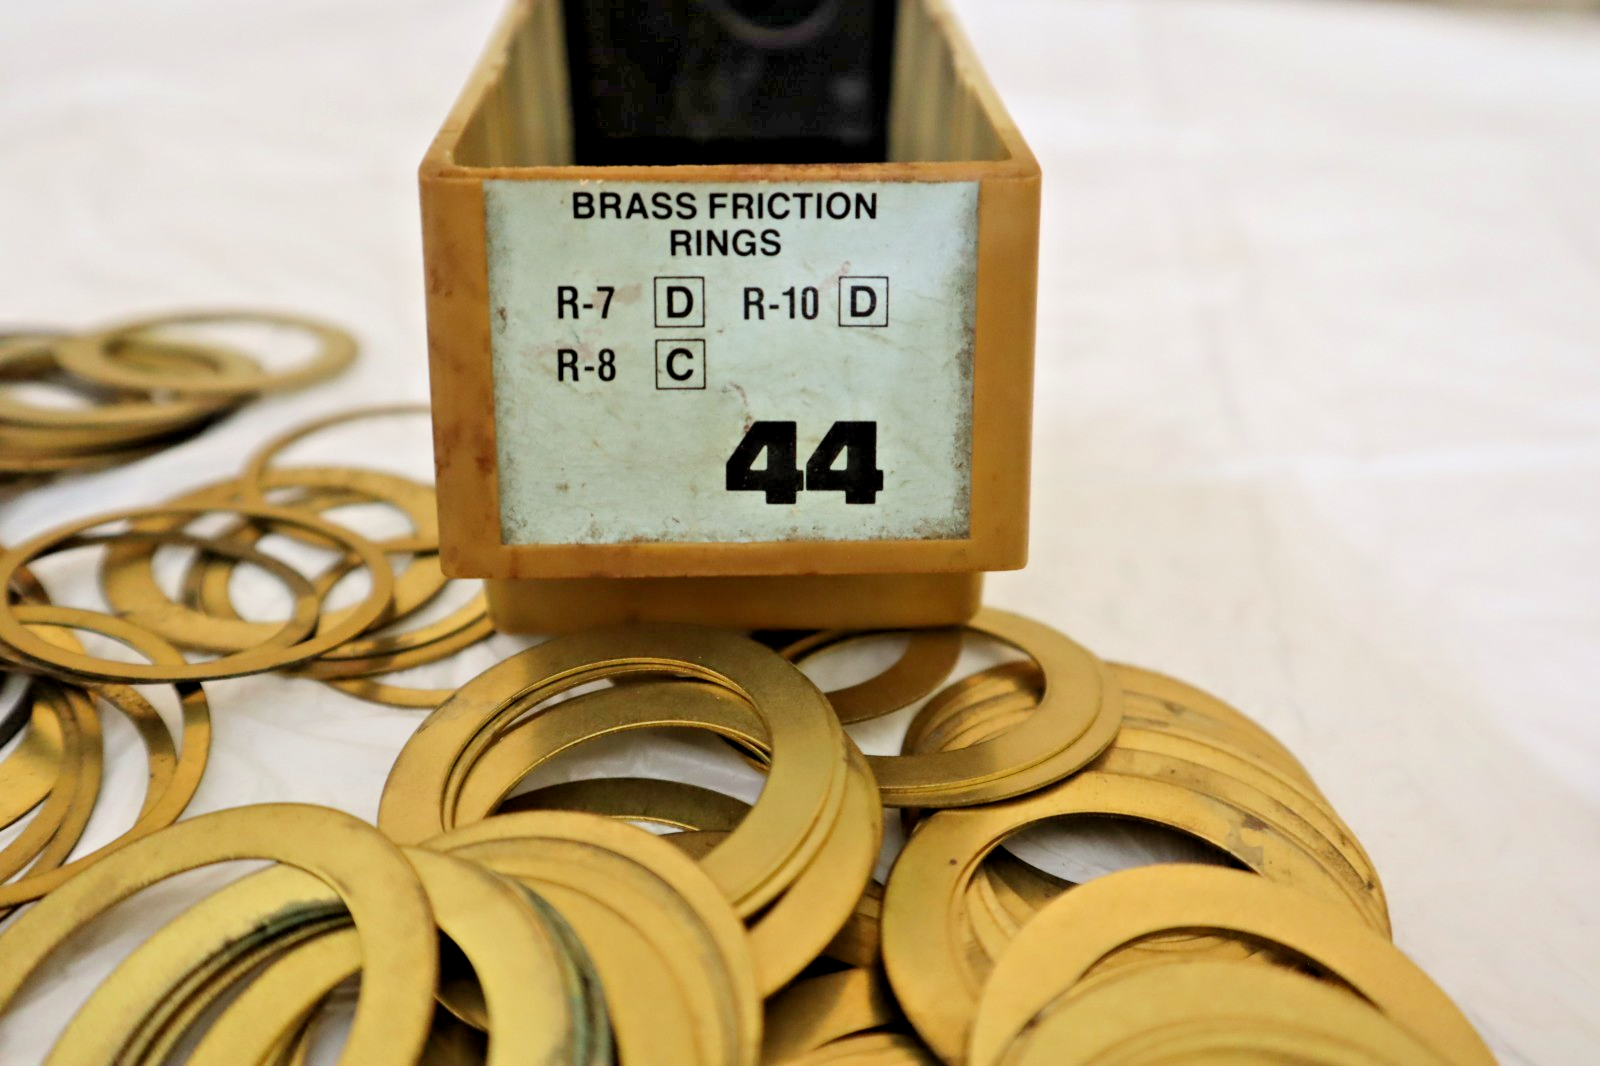 BRASS FRICTION
RINGS
R-7 D R-10 D
R-8 C
44